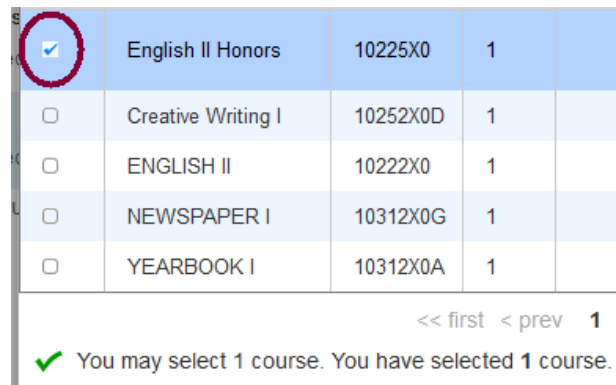 English II Honors 10225X0 1
Creative Writing I 10252X0D 1
ENGLISH II 10222X0 1
NEWSPAPER I 10312X0G 1
YEARBOOK I 10312X0A 1
<< first < prev 1
You may select 1 course. You have selected 1 course.